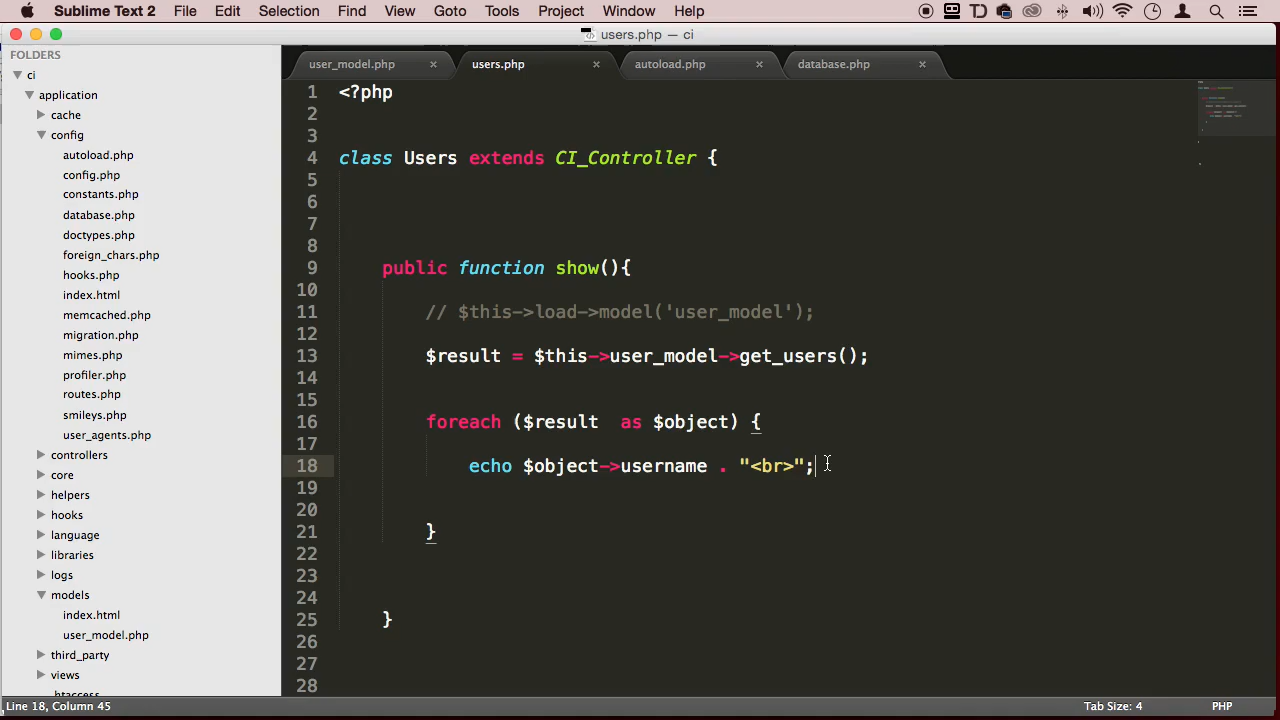 Sublime Text 2 File Edit Selection Find View Goto Tools Project Window Help
users.php — ci
FOLDERS
ci
application
cache
config
autoload.php
config.php
constants.php
database.php
doctypes.php
foreign_chars.php
hooks.php
index.html
memcached.php
migration.php
mimes.php
profiler.php
routes.php
smileys.php
user_agents.php
controllers
core
helpers
hooks
language
libraries
logs
models
index.html
user_model.php
third_party
views
.htaccess
user_model.php × users.php × autoload.php × database.php ×
1 <?php
2
3
4 class Users extends CI_Controller {
5
6
7
8
9 public function show(){
10
11 // $this->load->model('user_model');
12
13 $result = $this->user_model->get_users();
14
15
16 foreach ($result  as $object) {
17
18 echo $object->username . "<br>";
19
20
21 }
22
23
24
25 }
26
27
28
Line 18, Column 45 Tab Size: 4 PHP